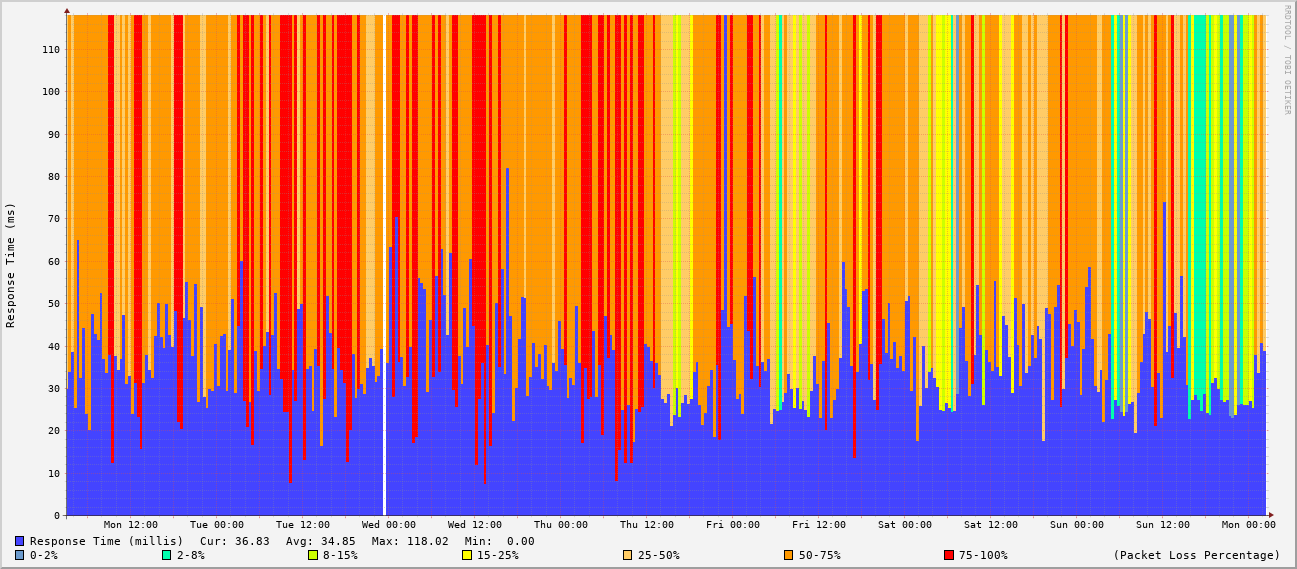 RRDTOOL / TOBI OETIKER
Response Time (ms)
110
100
90
80
70
60
50
40
30
20
10
0
Mon 12:00 Tue 00:00 Tue 12:00 Wed 00:00 Wed 12:00 Thu 00:00 Thu 12:00 Fri 00:00 Fri 12:00 Sat 00:00 Sat 12:00 Sun 00:00 Sun 12:00 Mon 00:00
Response Time (millis) Cur: 36.83 Avg: 34.85 Max: 118.02 Min: 0.00
0-2% 2-8% 8-15% 15-25% 25-50% 50-75% 75-100% (Packet Loss Percentage)